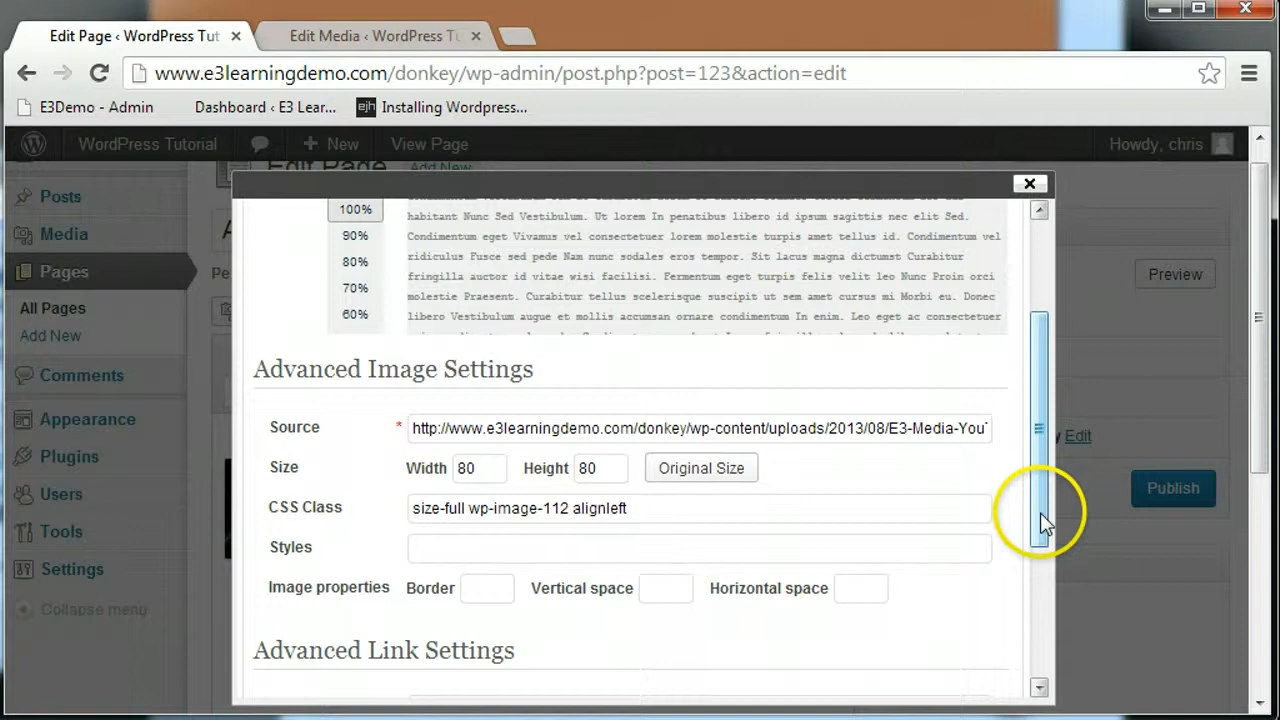 Edit Page ‹ WordPress Tut
Edit Media ‹ WordPress Tu
www.e3learningdemo.com/donkey/wp-admin/post.php?post=123&action=edit
E3Demo - Admin
Dashboard ‹ E3 Lear...
ejh Installing Wordpress...
WordPress Tutorial
+ New
View Page
Howdy, chris
Edit Page
Add New
Posts
Media
Pages
All Pages
Add New
Comments
Appearance
Plugins
Users
Tools
Settings
Collapse menu
A
Pe
Preview
Edit
Publish
100%
90%
80%
70%
60%
habitant Nunc Sed Vestibulum. Ut lorem In penatibus libero id ipsum sagittis nec elit Sed.
Condimentum eget Vivamus vel consectetuer lorem molestie turpis amet tellus id. Condimentum vel
ridiculus Fusce sed pede Nam nunc sodales eros tempor. Sit lacus magna dictumst Curabitur
fringilla auctor id vitae wisi facilisi. Fermentum eget turpis felis velit leo Nunc Proin orci
molestie Praesent. Curabitur tellus scelerisque suscipit ut sem amet cursus mi Morbi eu. Donec
libero Vestibulum augue et mollis accumsan ornare condimentum In enim. Leo eget ac consectetuer
Advanced Image Settings
Source * http://www.e3learningdemo.com/donkey/wp-content/uploads/2013/08/E3-Media-You
Size Width 80 Height 80 Original Size
CSS Class size-full wp-image-112 alignleft
Styles
Image properties Border Vertical space Horizontal space
Advanced Link Settings